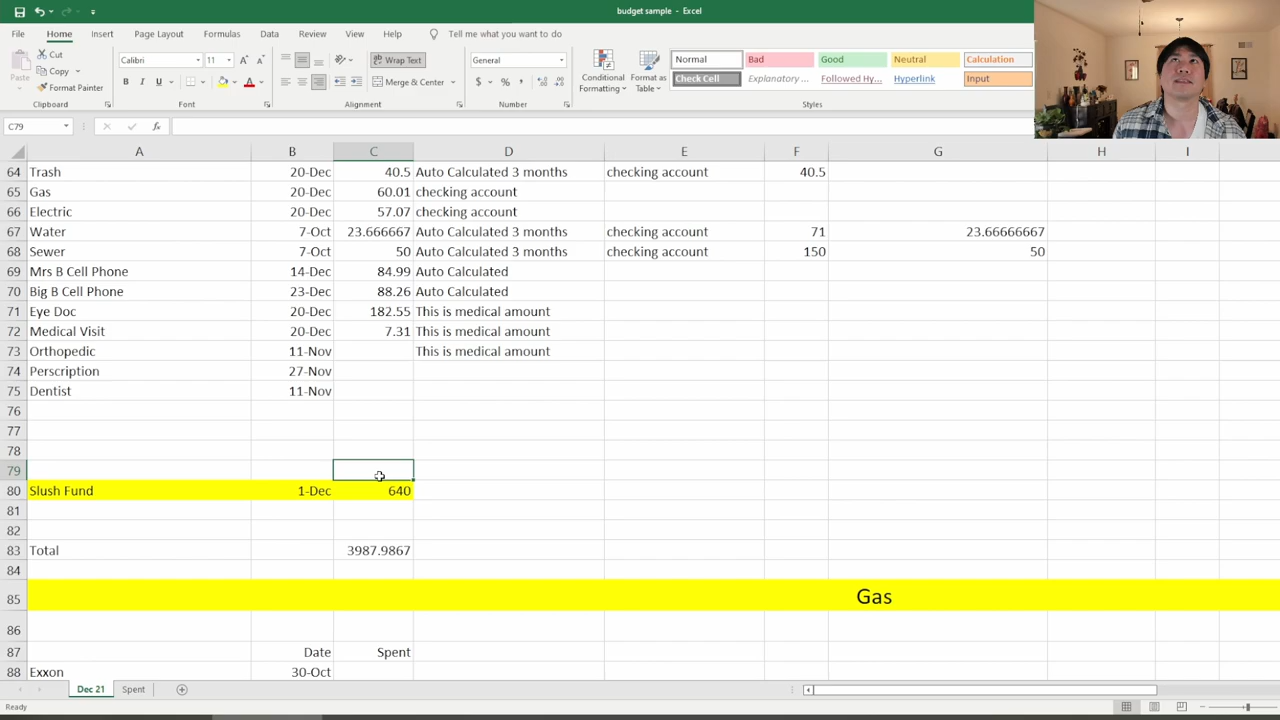 budget sample - Excel
File Home Insert Page Layout Formulas Data Review View Help Tell me what you want to do
Paste
Cut
Copy
Format Painter
Clipboard
Calibri 11
B I U
Font
Wrap Text
Merge & Center
Alignment
General
$ % ,
Number
Conditional Formatting
Format as Table
Normal Bad Good Neutral Calculation
Check Cell Explanatory ... Followed Hy... Hyperlink Input
Styles
C79 fx
A B C D E F G H I
64 Trash 20-Dec 40.5 Auto Calculated 3 months checking account 40.5
65 Gas 20-Dec 60.01 checking account
66 Electric 20-Dec 57.07 checking account
67 Water 7-Oct 23.666667 Auto Calculated 3 months checking account 71 23.66666667
68 Sewer 7-Oct 50 Auto Calculated 3 months checking account 150 50
69 Mrs B Cell Phone 14-Dec 84.99 Auto Calculated
70 Big B Cell Phone 23-Dec 88.26 Auto Calculated
71 Eye Doc 20-Dec 182.55 This is medical amount
72 Medical Visit 20-Dec 7.31 This is medical amount
73 Orthopedic 11-Nov This is medical amount
74 Perscription 27-Nov
75 Dentist 11-Nov
76
77
78
79
80 Slush Fund 1-Dec 640
81
82
83 Total 3987.9867
84
85 Gas
86
87 Date Spent
88 Exxon 30-Oct
Dec 21 Spent
Ready